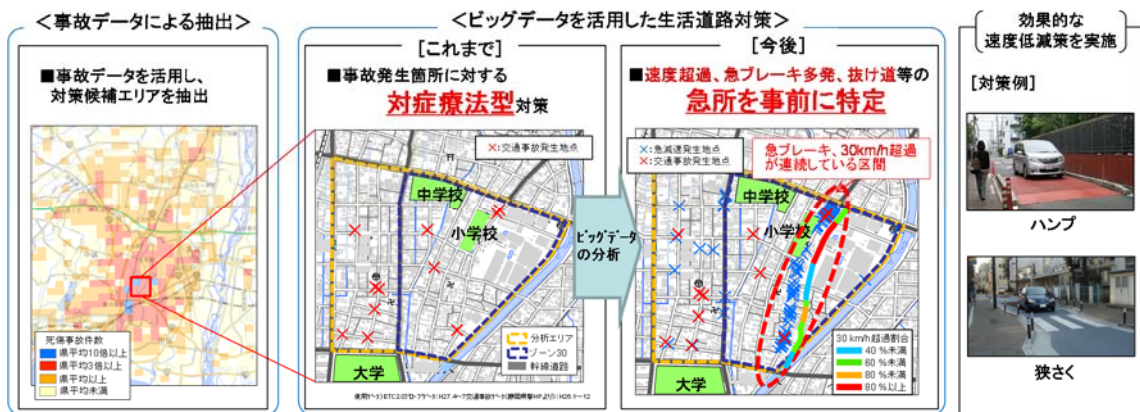 ＜事故データによる抽出＞
■事故データを活用し、
対策候補エリアを抽出
死傷事故件数
県平均10倍以上
県平均3倍以上
県平均以上
県平均未満
＜ビッグデータを活用した生活道路対策＞
[これまで]
■事故発生箇所に対する
対症療法型対策
×:交通事故発生地点
中学校
小学校
大学
分析エリア
ゾーン30
幹線道路
ビッグデータ
の分析
[今後]
■速度超過、急ブレーキ多発、抜け道等の
急所を事前に特定
×:急減速発生地点
×:交通事故発生地点
急ブレーキ、30km/h超過
が連続している区間
中学校
小学校
大学
30 km/h超過割合
40 %未満
60 %未満
80 %未満
80 %以上
効果的な
速度低減策を実施
[対策例]
ハンプ
狭さく